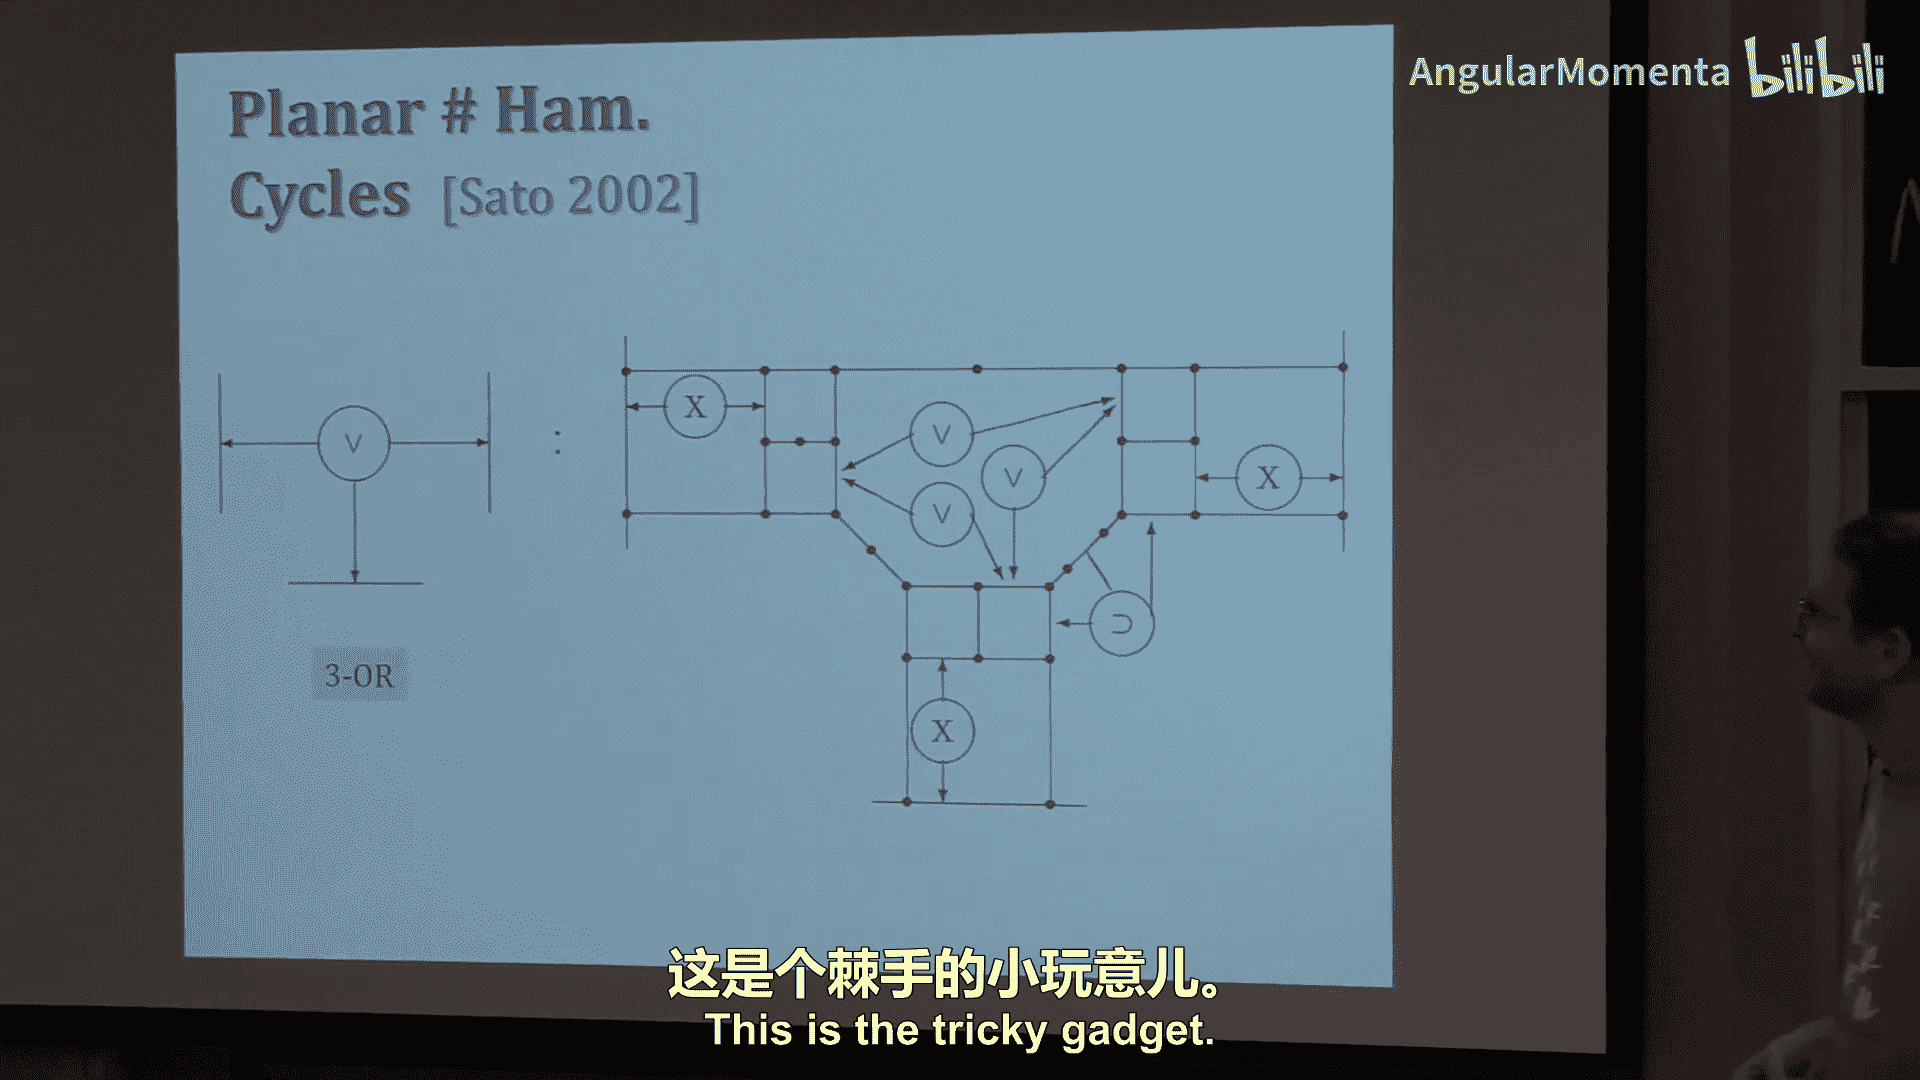 AngularMomenta bilibili
Planar # Ham.
Cycles [Sato 2002]
X
V
V
V
V
X
:
⊃
3-OR
X
这是个棘手的小玩意儿。
This is the tricky gadget.